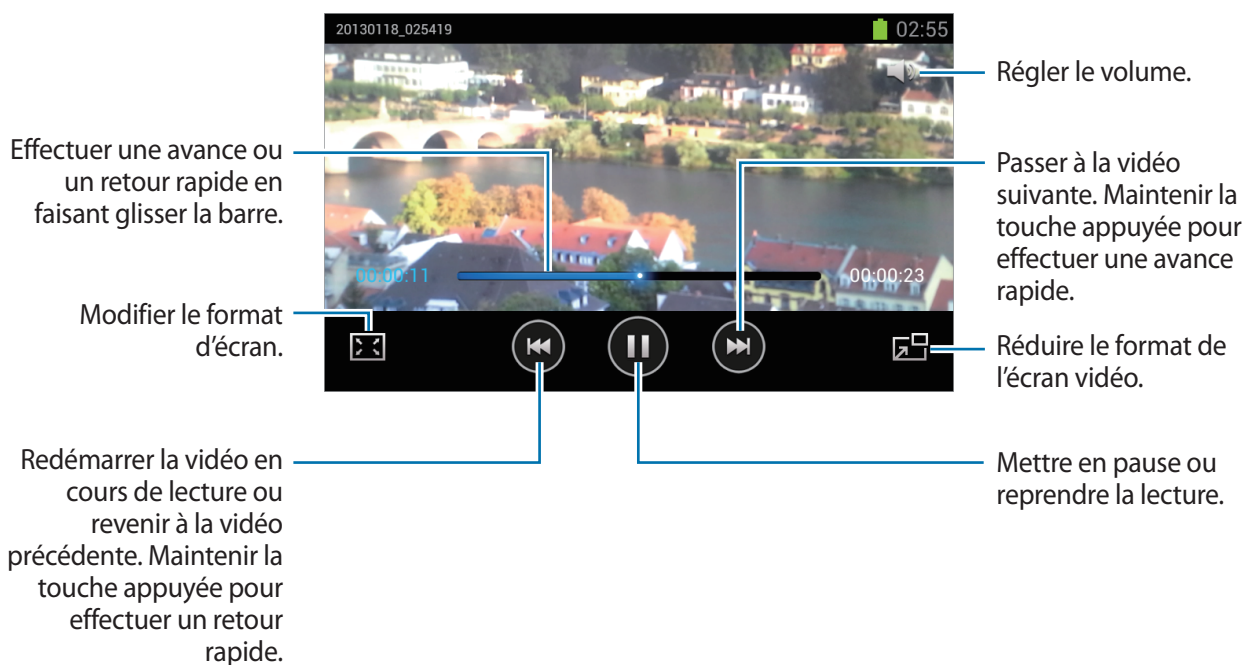 20130118_025419
02:55
Régler le volume.
Effectuer une avance ou
un retour rapide en
faisant glisser la barre.
Passer à la vidéo
suivante. Maintenir la
touche appuyée pour
effectuer une avance
rapide.
00:00:11
00:00:23
Modifier le format
d'écran.
Réduire le format de
l'écran vidéo.
Redémarrer la vidéo en
cours de lecture ou
revenir à la vidéo
précédente. Maintenir la
touche appuyée pour
effectuer un retour
rapide.
Mettre en pause ou
reprendre la lecture.